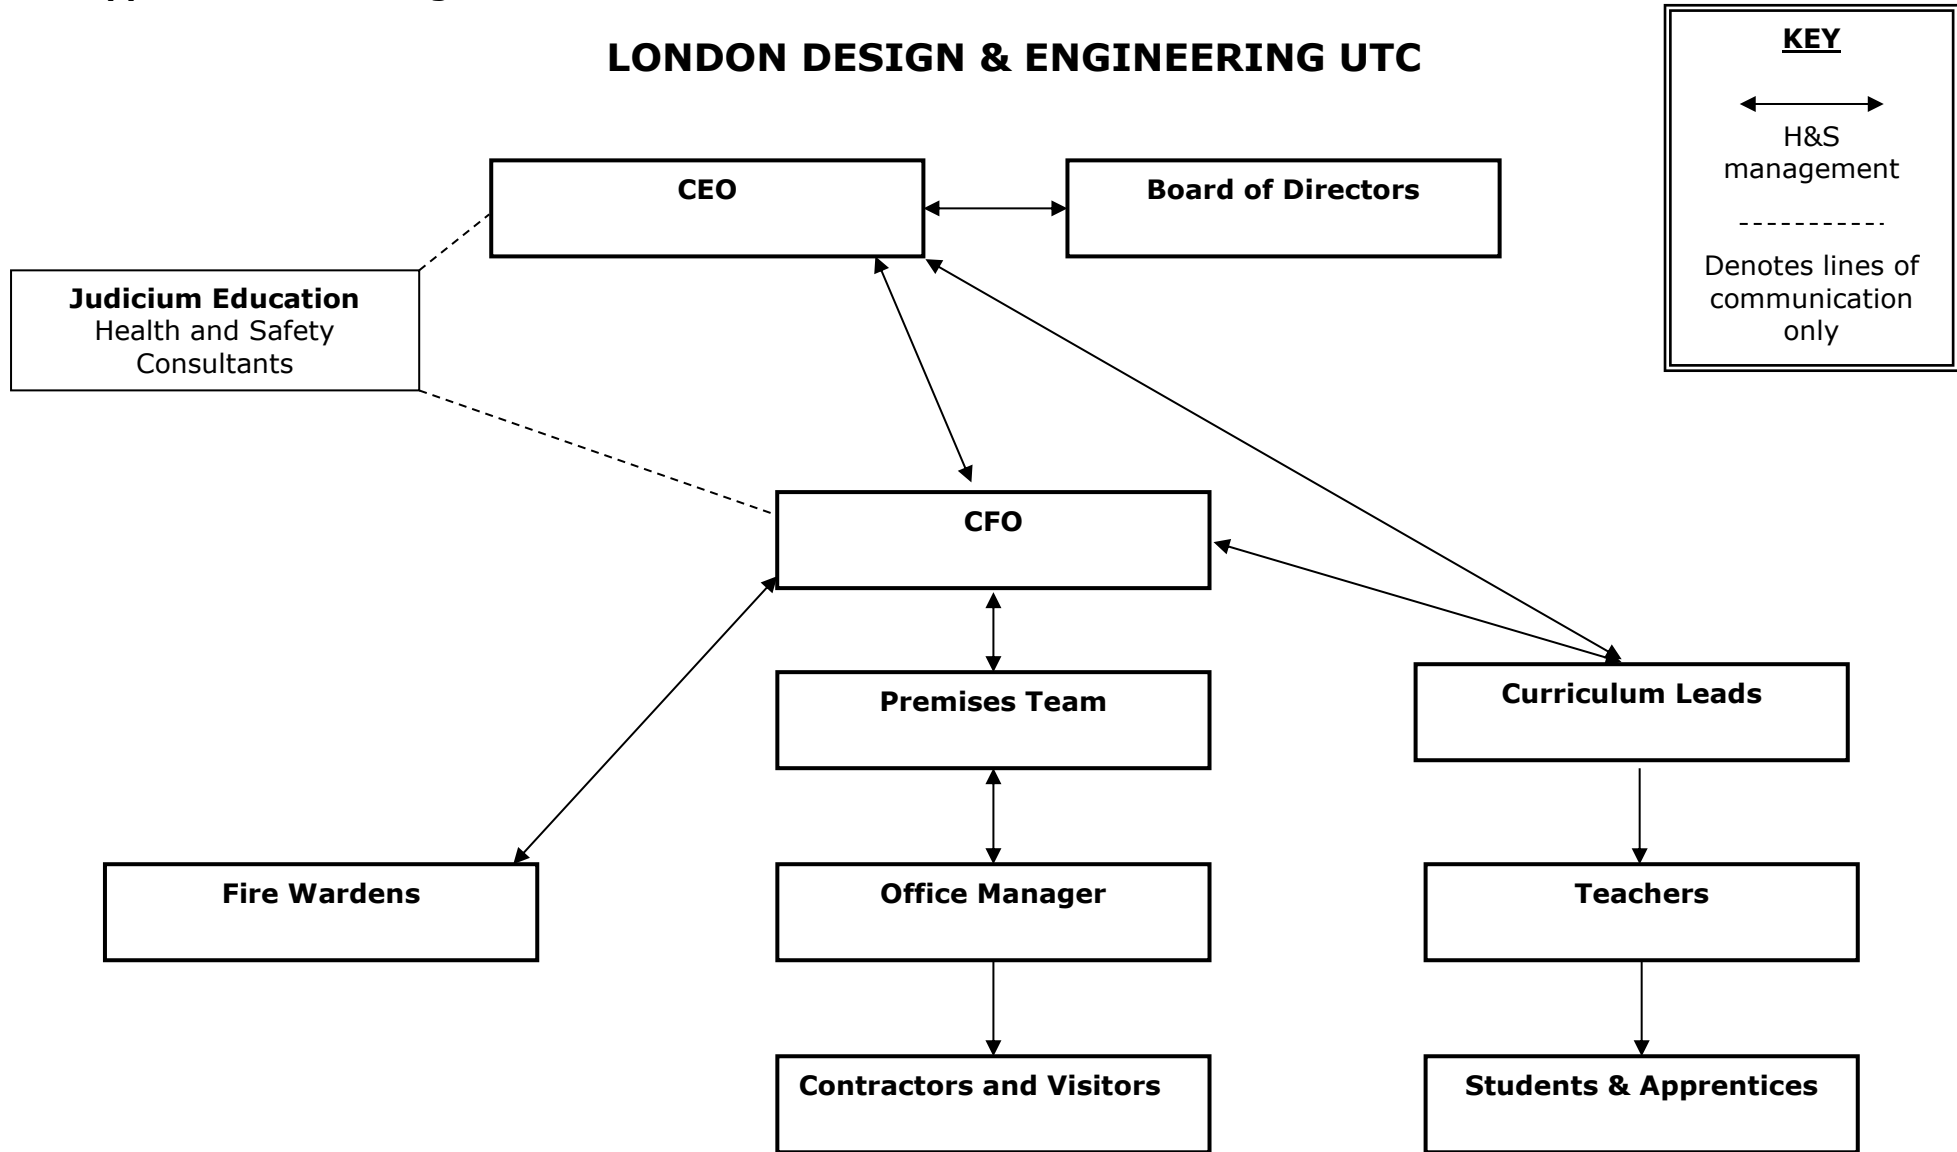 LONDON DESIGN & ENGINEERING UTC
KEY
H&S
management
Denotes lines of
communication
only
CEO
Board of Directors
Judicium Education
Health and Safety
Consultants
CFO
Premises Team
Curriculum Leads
Fire Wardens
Office Manager
Teachers
Contractors and Visitors
Students & Apprentices